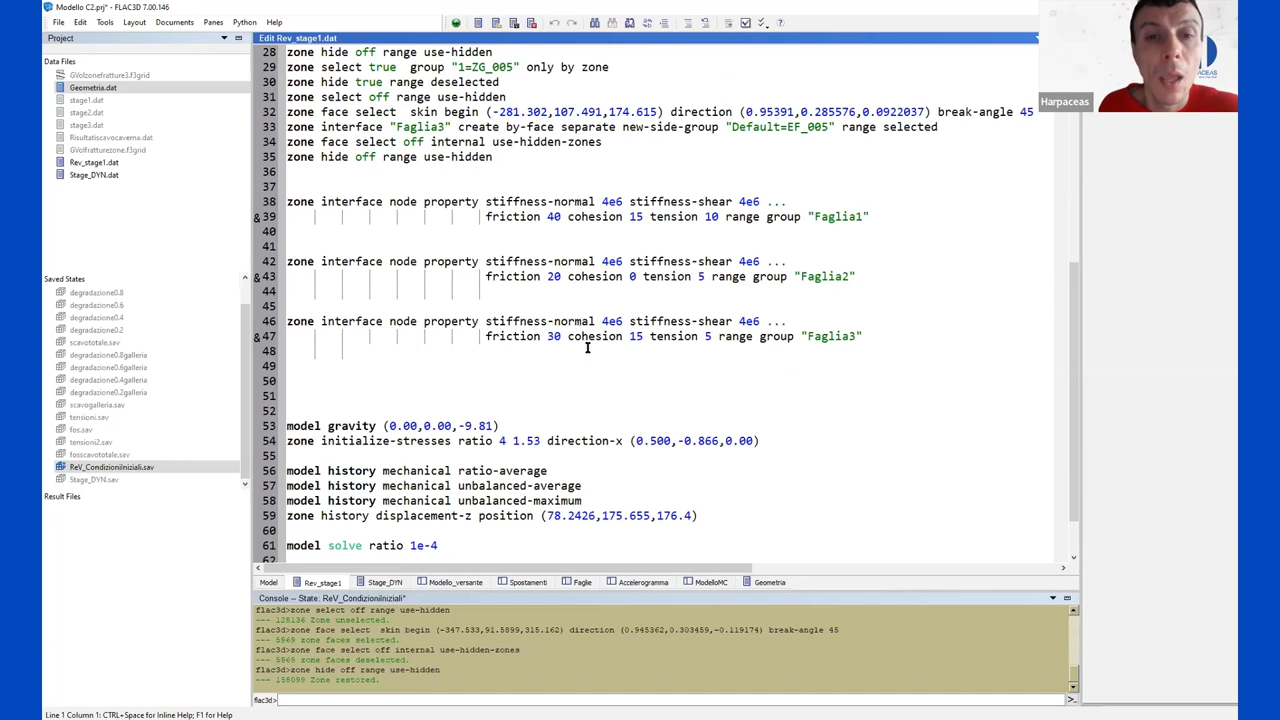 Modello C2.prj* - FLAC3D 7.00.146
File Edit Tools Layout Documents Panes Python Help
Project
Data Files
GVolzonefratture3.f3grid
Geometria.dat
stage1.dat
stage2.dat
stage3.dat
Risultatiscavocaverna.dat
GVolfratturezone.f3grid
Rev_stage1.dat
Stage_DYN.dat
Saved States
degradazione0.8
degradazione0.6
degradazione0.4
degradazione0.2
scavototale.sav
degradazione0.8galleria
degradazione0.6galleria
degradazione0.4galleria
degradazione0.2galleria
scavogalleria.sav
tensioni.sav
fos.sav
tensioni2.sav
fosscavototale.sav
ReV_CondizioniIniziali.sav
Stage_DYN.sav
Result Files
Edit Rev_stage1.dat
28 zone hide off range use-hidden
29 zone select true group "1=ZG_005" only by zone
30 zone hide true range deselected
31 zone select off range use-hidden
32 zone face select skin begin (-281.302,107.491,174.615) direction (0.95391,0.285576,0.0922037) break-angle 45
33 zone interface "Faglia3" create by-face separate new-side-group "Default=EF_005" range selected
34 zone face select off internal use-hidden-zones
35 zone hide off range use-hidden
36
37
38 zone interface node property stiffness-normal 4e6 stiffness-shear 4e6 ...
&39 friction 40 cohesion 15 tension 10 range group "Faglia1"
40
41
42 zone interface node property stiffness-normal 4e6 stiffness-shear 4e6 ...
&43 friction 20 cohesion 0 tension 5 range group "Faglia2"
44
45
46 zone interface node property stiffness-normal 4e6 stiffness-shear 4e6 ...
&47 friction 30 cohesion 15 tension 5 range group "Faglia3"
48
49
50
51
52
53 model gravity (0.00,0.00,-9.81)
54 zone initialize-stresses ratio 4 1.53 direction-x (0.500,-0.866,0.00)
55
56 model history mechanical ratio-average
57 model history mechanical unbalanced-average
58 model history mechanical unbalanced-maximum
59 zone history displacement-z position (78.2426,175.655,176.4)
60
61 model solve ratio 1e-4
62
Model Rev_stage1 Stage_DYN Modello_versante Spostamenti Faglie Accelerogramma ModelloMC Geometria
Console -- State: ReV_CondizioniIniziali*
flac3d>zone select off range use-hidden
--- 128136 Zone unselected.
flac3d>zone face select skin begin (-347.533,91.5899,315.162) direction (0.945362,0.303459,-0.119174) break-angle 45
--- 5969 zone faces selected.
flac3d>zone face select off internal use-hidden-zones
--- 5969 zone faces deselected.
flac3d>zone hide off range use-hidden
--- 158099 Zone restored.
flac3d>
Line 1 Column 1: CTRL+Space for Inline Help; F1 for Help
Harpaceas